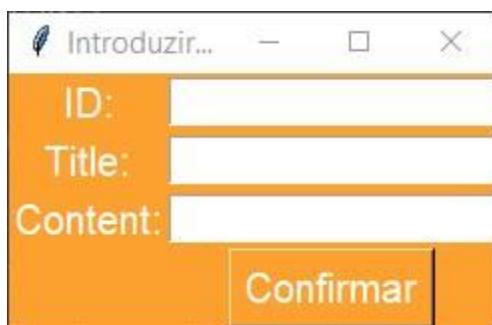 Introduzir...
ID:
Title:
Content:
Confirmar